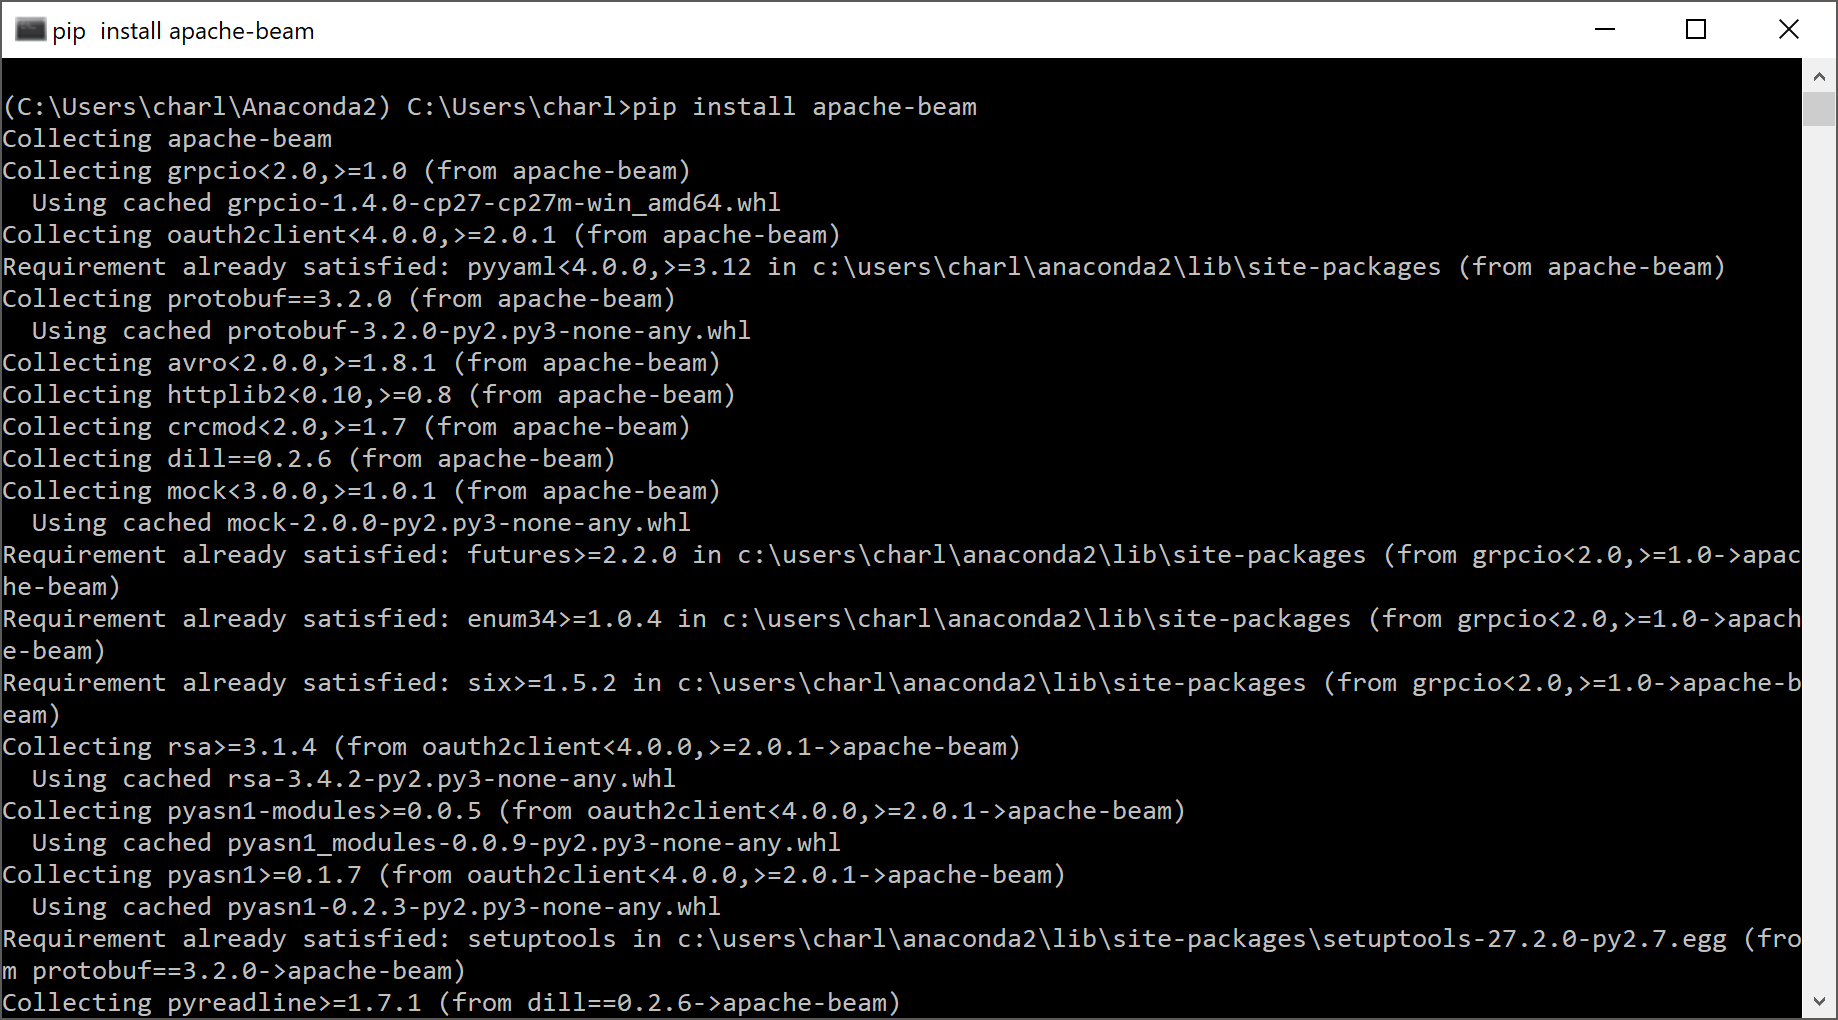 pip  install apache-beam
(C:\Users\charl\Anaconda2) C:\Users\charl>pip install apache-beam
Collecting apache-beam
Collecting grpcio<2.0,>=1.0 (from apache-beam)
  Using cached grpcio-1.4.0-cp27-cp27m-win_amd64.whl
Collecting oauth2client<4.0.0,>=2.0.1 (from apache-beam)
Requirement already satisfied: pyyaml<4.0.0,>=3.12 in c:\users\charl\anaconda2\lib\site-packages (from apache-beam)
Collecting protobuf==3.2.0 (from apache-beam)
  Using cached protobuf-3.2.0-py2.py3-none-any.whl
Collecting avro<2.0.0,>=1.8.1 (from apache-beam)
Collecting httplib2<0.10,>=0.8 (from apache-beam)
Collecting crcmod<2.0,>=1.7 (from apache-beam)
Collecting dill==0.2.6 (from apache-beam)
Collecting mock<3.0.0,>=1.0.1 (from apache-beam)
  Using cached mock-2.0.0-py2.py3-none-any.whl
Requirement already satisfied: futures>=2.2.0 in c:\users\charl\anaconda2\lib\site-packages (from grpcio<2.0,>=1.0->apac
he-beam)
Requirement already satisfied: enum34>=1.0.4 in c:\users\charl\anaconda2\lib\site-packages (from grpcio<2.0,>=1.0->apach
e-beam)
Requirement already satisfied: six>=1.5.2 in c:\users\charl\anaconda2\lib\site-packages (from grpcio<2.0,>=1.0->apache-b
eam)
Collecting rsa>=3.1.4 (from oauth2client<4.0.0,>=2.0.1->apache-beam)
  Using cached rsa-3.4.2-py2.py3-none-any.whl
Collecting pyasn1-modules>=0.0.5 (from oauth2client<4.0.0,>=2.0.1->apache-beam)
  Using cached pyasn1_modules-0.0.9-py2.py3-none-any.whl
Collecting pyasn1>=0.1.7 (from oauth2client<4.0.0,>=2.0.1->apache-beam)
  Using cached pyasn1-0.2.3-py2.py3-none-any.whl
Requirement already satisfied: setuptools in c:\users\charl\anaconda2\lib\site-packages\setuptools-27.2.0-py2.7.egg (fro
m protobuf==3.2.0->apache-beam)
Collecting pyreadline>=1.7.1 (from dill==0.2.6->apache-beam)